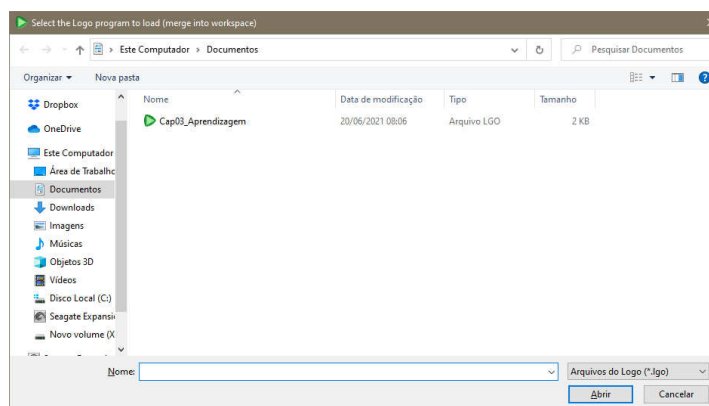 Select the Logo program to load (merge into workspace)
Este Computador > Documentos
Pesquisar Documentos
Organizar
Nova pasta
Nome
Data de modificação
Tipo
Tamanho
Cap03_Aprendizagem
20/06/2021 08:06
Arquivo LGO
2 KB
Dropbox
OneDrive
Este Computador
Área de Trabalhc
Documentos
Downloads
Imagens
Músicas
Objetos 3D
Vídeos
Disco Local (C:)
Seagate Expansi
Novo volume (X
Nome:
Arquivos do Logo (*.lgo)
Abrir
Cancelar